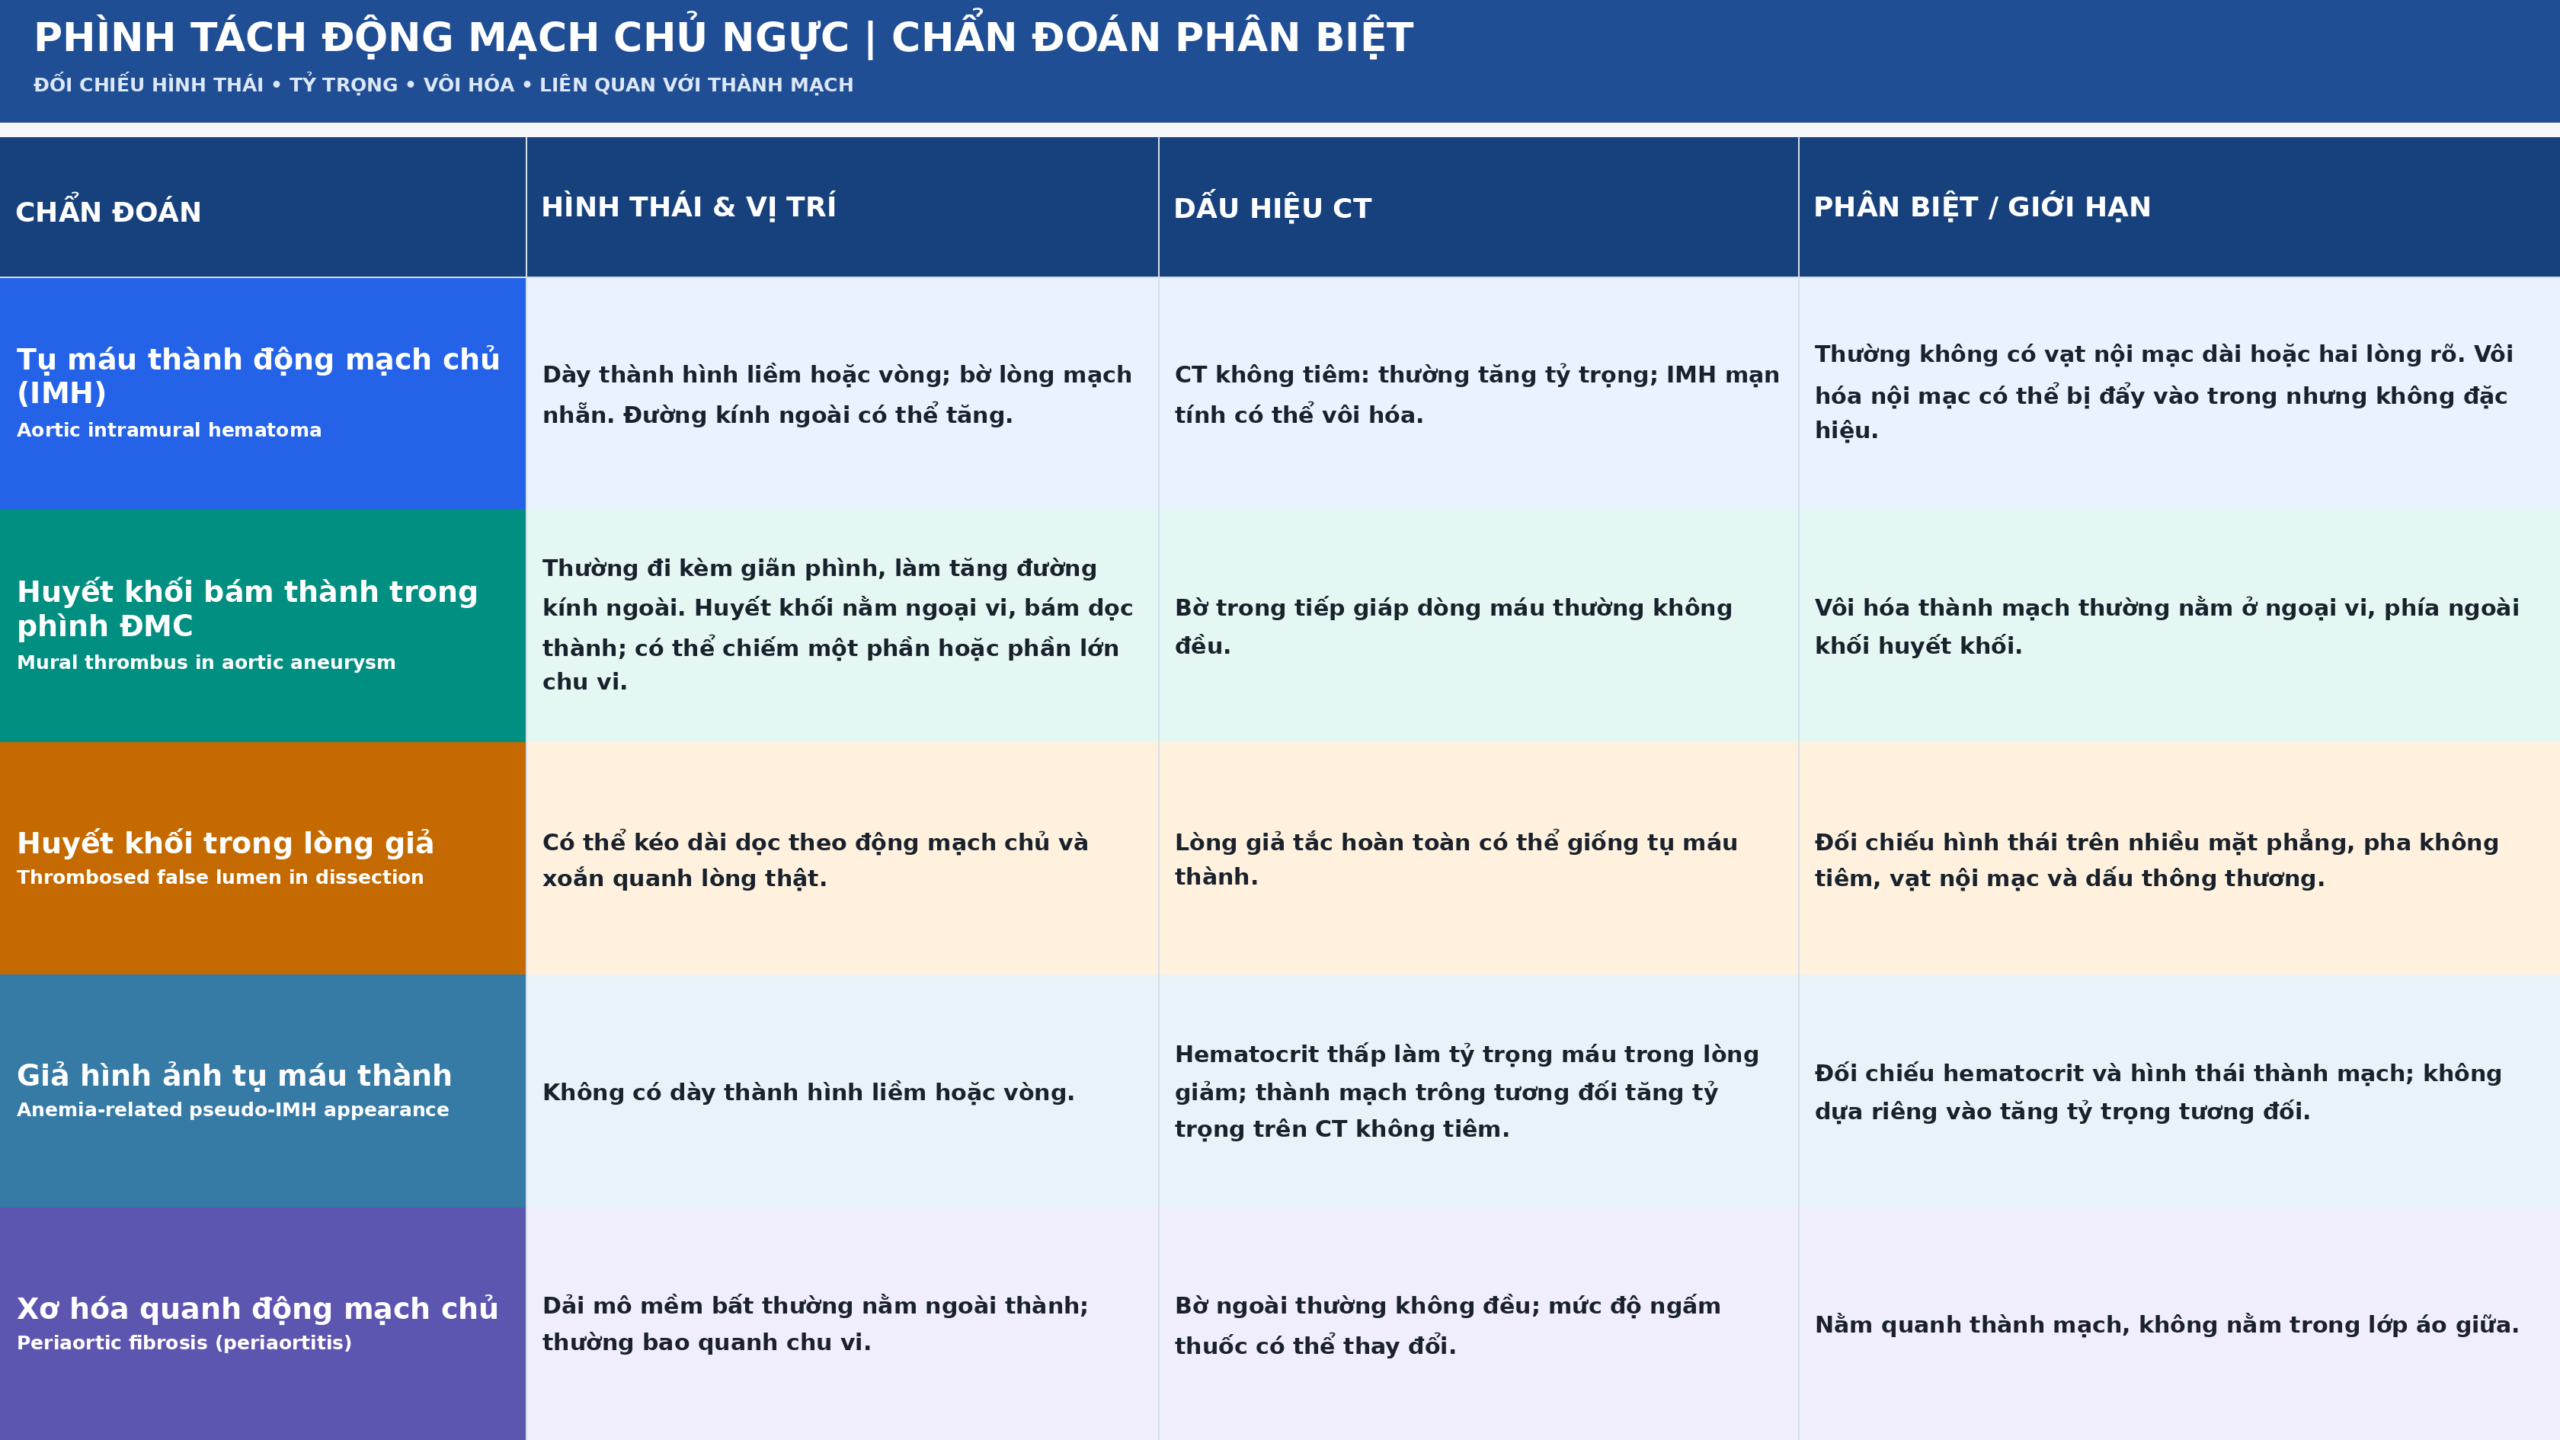 PHÌNH TÁCH ĐỘNG MẠCH CHỦ NGỰC | CHẨN ĐOÁN PHÂN BIỆT
ĐỐI CHIẾU HÌNH THÁI • TỶ TRỌNG • VÔI HÓA • LIÊN QUAN VỚI THÀNH MẠCH
CHẨN ĐOÁN
HÌNH THÁI & VỊ TRÍ
DẤU HIỆU CT
PHÂN BIỆT / GIỚI HẠN
Tụ máu thành động mạch chủ
(IMH)
Aortic intramural hematoma
Dày thành hình liềm hoặc vòng; bờ lòng mạch
nhẵn. Đường kính ngoài có thể tăng.
CT không tiêm: thường tăng tỷ trọng; IMH mạn
tính có thể vôi hóa.
Thường không có vạt nội mạc dài hoặc hai lòng rõ. Vôi
hóa nội mạc có thể bị đẩy vào trong nhưng không đặc
hiệu.
Huyết khối bám thành trong
phình ĐMC
Mural thrombus in aortic aneurysm
Thường đi kèm giãn phình, làm tăng đường
kính ngoài. Huyết khối nằm ngoại vi, bám dọc
thành; có thể chiếm một phần hoặc phần lớn
chu vi.
Bờ trong tiếp giáp dòng máu thường không
đều.
Vôi hóa thành mạch thường nằm ở ngoại vi, phía ngoài
khối huyết khối.
Huyết khối trong lòng giả
Thrombosed false lumen in dissection
Có thể kéo dài dọc theo động mạch chủ và
xoắn quanh lòng thật.
Lòng giả tắc hoàn toàn có thể giống tụ máu
thành.
Đối chiếu hình thái trên nhiều mặt phẳng, pha không
tiêm, vạt nội mạc và dấu thông thương.
Giả hình ảnh tụ máu thành
Anemia-related pseudo-IMH appearance
Không có dày thành hình liềm hoặc vòng.
Hematocrit thấp làm tỷ trọng máu trong lòng
giảm; thành mạch trông tương đối tăng tỷ
trọng trên CT không tiêm.
Đối chiếu hematocrit và hình thái thành mạch; không
dựa riêng vào tăng tỷ trọng tương đối.
Xơ hóa quanh động mạch chủ
Periaortic fibrosis (periaortitis)
Dải mô mềm bất thường nằm ngoài thành;
thường bao quanh chu vi.
Bờ ngoài thường không đều; mức độ ngấm
thuốc có thể thay đổi.
Nằm quanh thành mạch, không nằm trong lớp áo giữa.